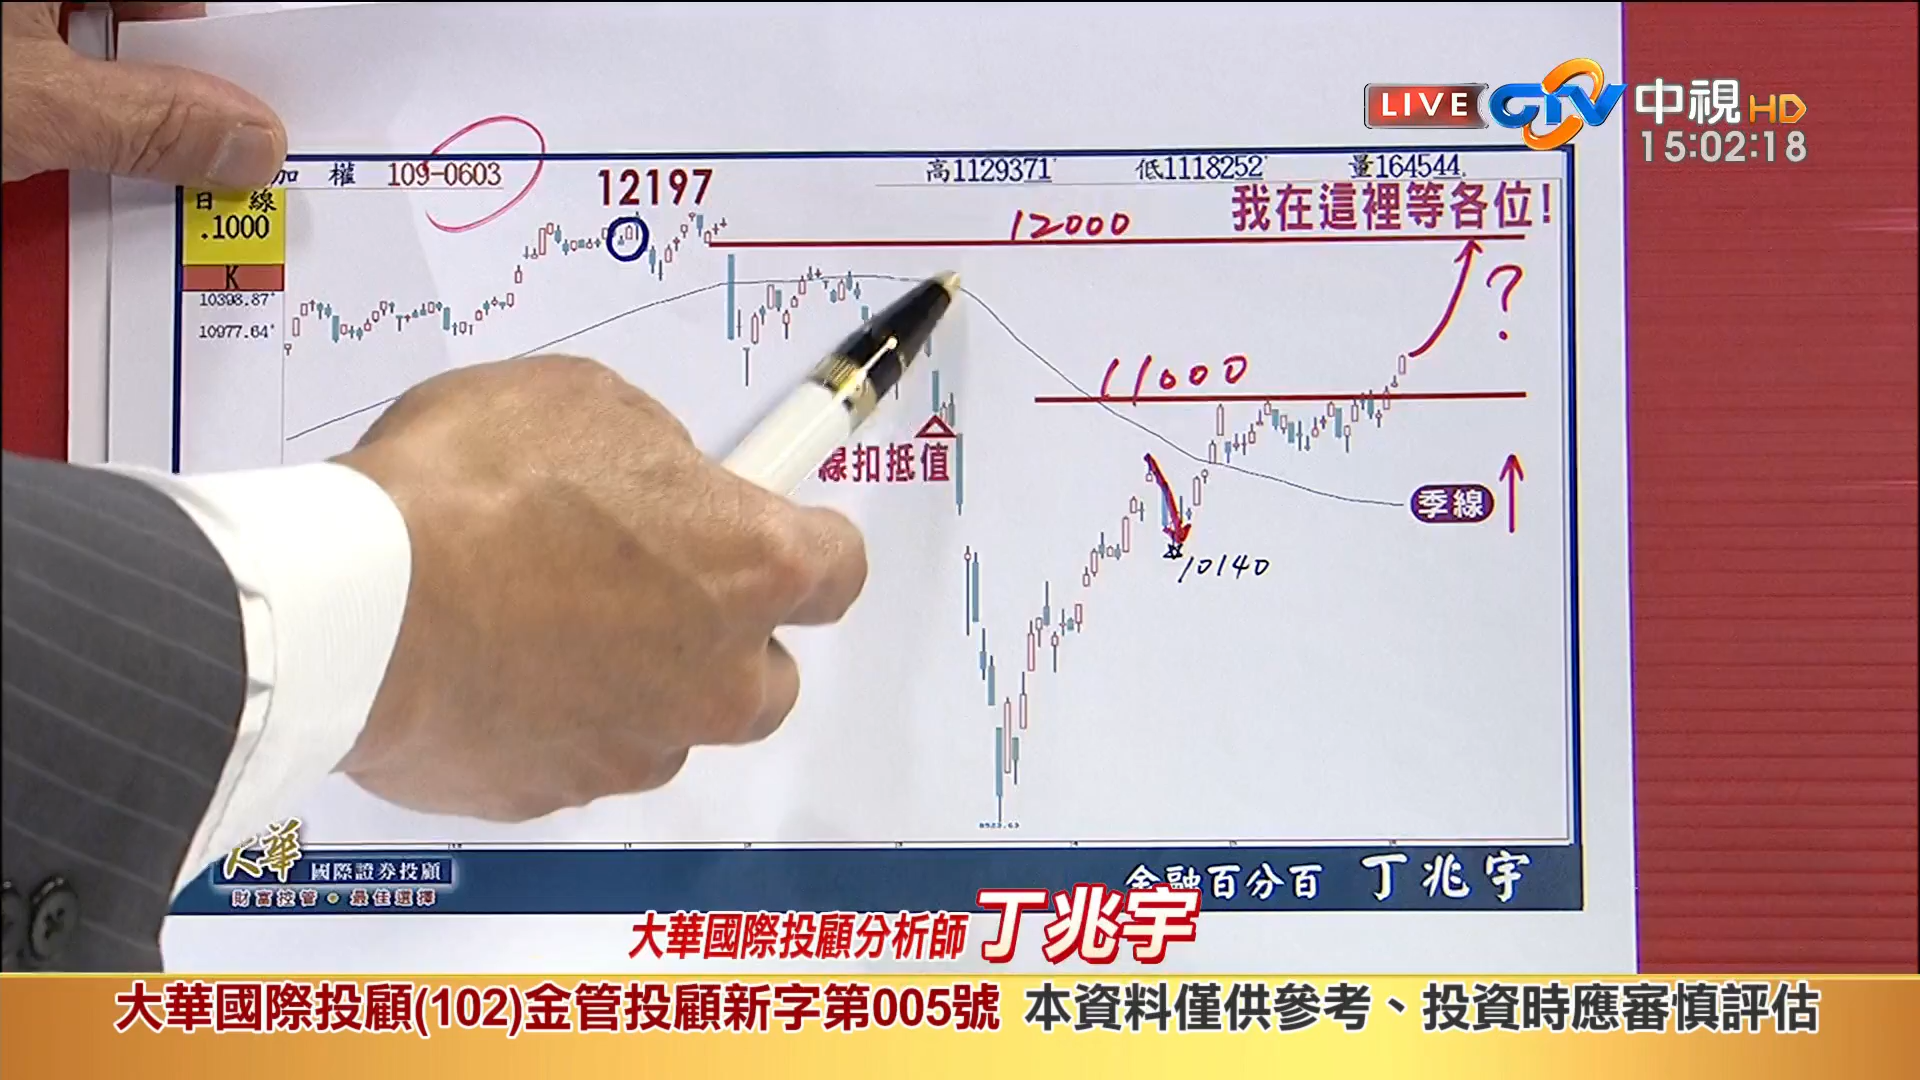 LIVE CTV 中視HD
15:02:18
加 權 109-0603 高1129371 低1118252 量164544
日 線
.1000
K
10398.87
10977.64
12197
12000
我在這裡等各位!
?
11000
線扣抵值
季線
10140
大華 國際證券投顧
財富控管 最佳選擇
金融百分百 丁兆宇
大華國際投顧分析師 丁兆宇
大華國際投顧(102)金管投顧新字第005號 本資料僅供參考、投資時應審慎評估